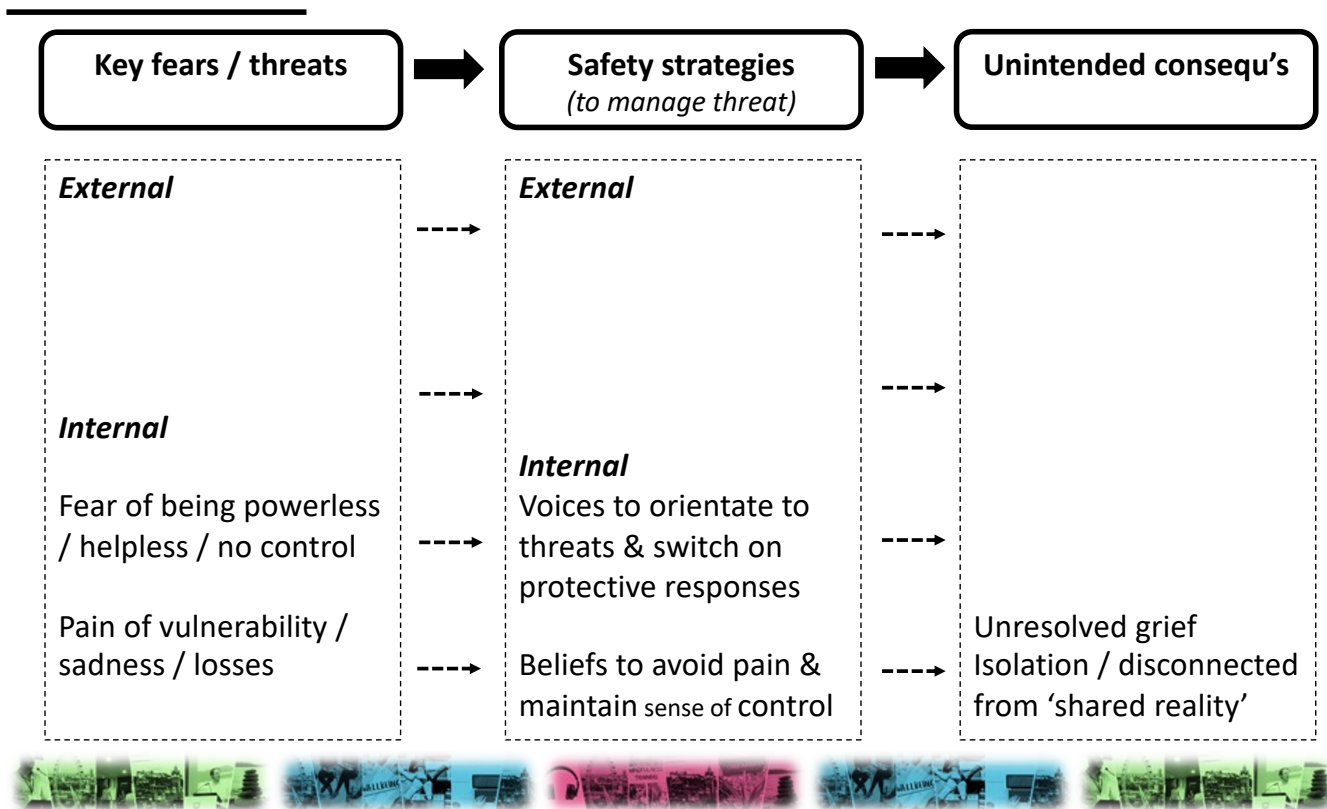 Key fears / threats
Safety strategies
(to manage threat)
Unintended consequ’s
External
Internal
Fear of being powerless
/ helpless / no control
Pain of vulnerability /
sadness / losses
External
Internal
Voices to orientate to
threats & switch on
protective responses
Beliefs to avoid pain &
maintain sense of control
Unresolved grief
Isolation / disconnected
from ‘shared reality’